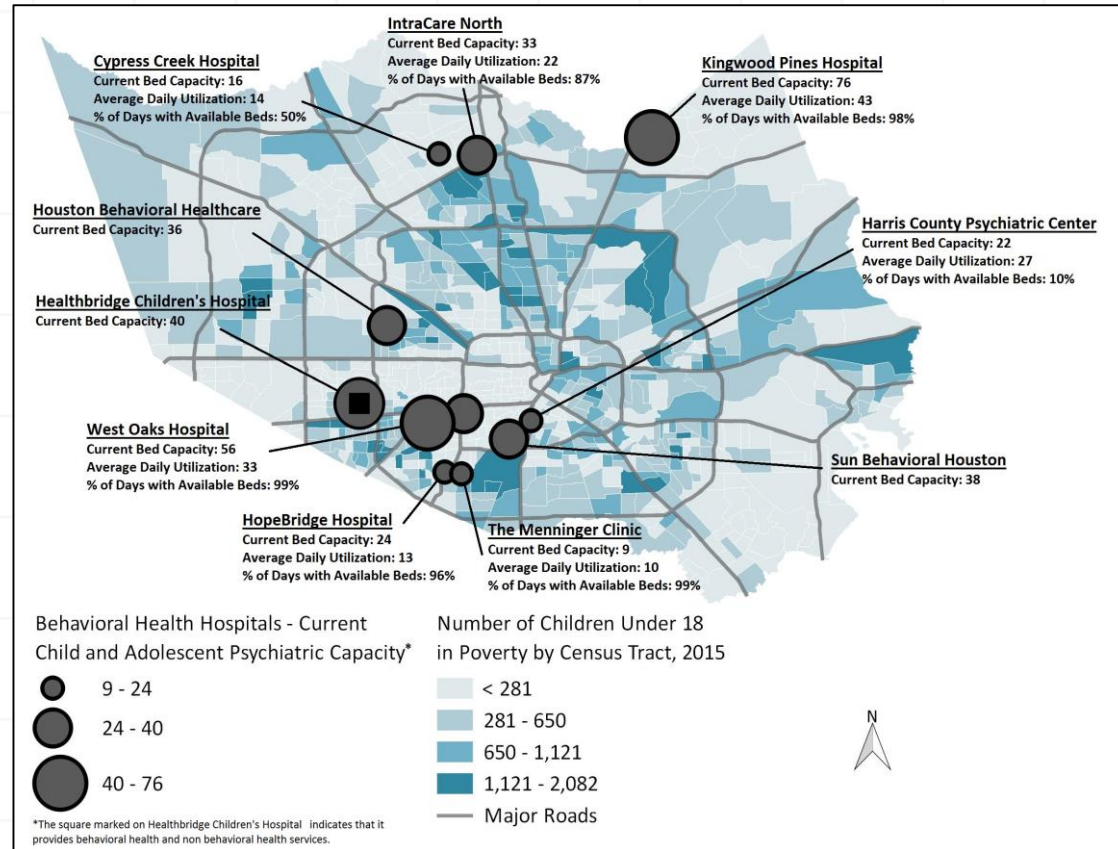 IntraCare North
Current Bed Capacity: 33
Average Daily Utilization: 22
% of Days with Available Beds: 87%
Cypress Creek Hospital
Current Bed Capacity: 16
Average Daily Utilization: 14
% of Days with Available Beds: 50%
Kingwood Pines Hospital
Current Bed Capacity: 76
Average Daily Utilization: 43
% of Days with Available Beds: 98%
Houston Behavioral Healthcare
Current Bed Capacity: 36
Harris County Psychiatric Center
Current Bed Capacity: 22
Average Daily Utilization: 27
% of Days with Available Beds: 10%
Healthbridge Children's Hospital
Current Bed Capacity: 40
West Oaks Hospital
Current Bed Capacity: 56
Average Daily Utilization: 33
% of Days with Available Beds: 99%
Sun Behavioral Houston
Current Bed Capacity: 38
HopeBridge Hospital
Current Bed Capacity: 24
Average Daily Utilization: 13
% of Days with Available Beds: 96%
The Menninger Clinic
Current Bed Capacity: 9
Average Daily Utilization: 10
% of Days with Available Beds: 99%
Behavioral Health Hospitals - Current
Child and Adolescent Psychiatric Capacity*
9 - 24
24 - 40
40 - 76
*The square marked on Healthbridge Children's Hospital indicates that it
provides behavioral health and non behavioral health services.
Number of Children Under 18
in Poverty by Census Tract, 2015
< 281
281 - 650
650 - 1,121
1,121 - 2,082
Major Roads
N